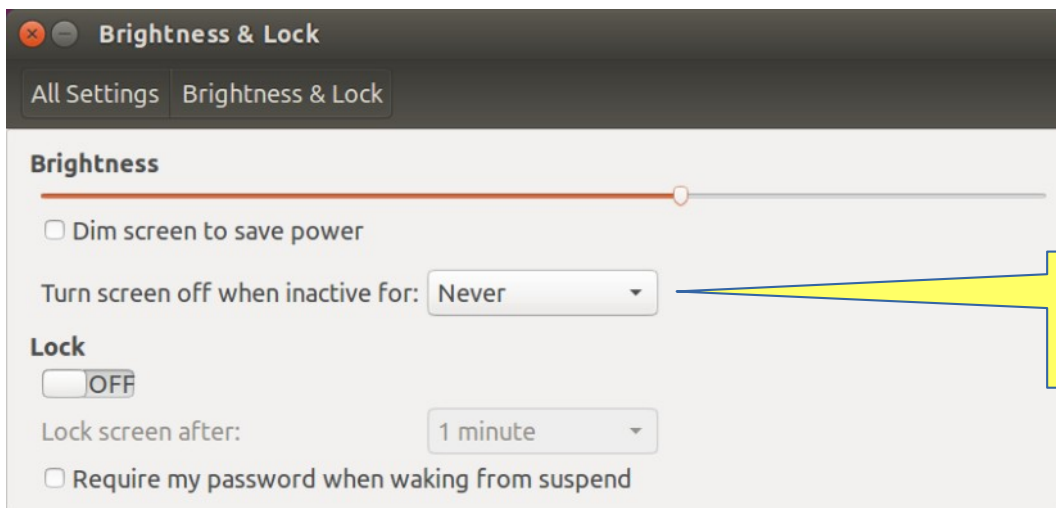 Brightness & Lock
All Settings Brightness & Lock
Brightness
Dim screen to save power
Turn screen off when inactive for: Never
Lock
OFF
Lock screen after: 1 minute
Require my password when waking from suspend